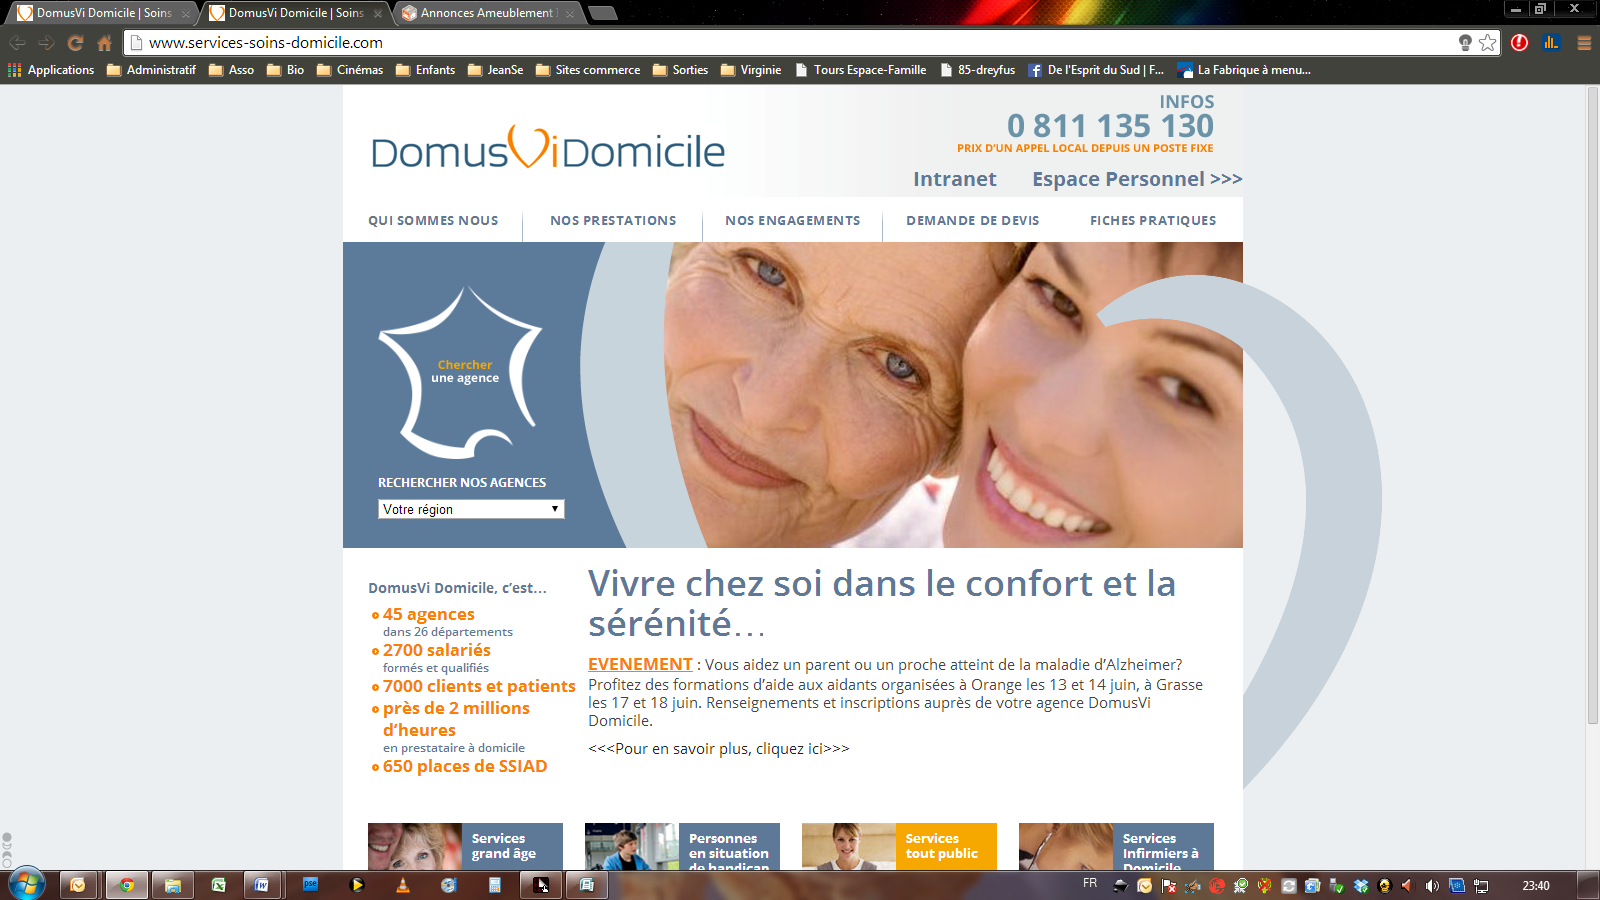 DomusVi Domicile | Soins
DomusVi Domicile | Soins
Annonces Ameublement
www.services-soins-domicile.com
Applications
Administratif
Asso
Bio
Cinémas
Enfants
JeanSe
Sites commerce
Sorties
Virginie
Tours Espace-Famille
85-dreyfus
De l'Esprit du Sud | F...
La Fabrique à menu...
DomusViDomicile
INFOS
0 811 135 130
PRIX D'UN APPEL LOCAL DEPUIS UN POSTE FIXE
Intranet
Espace Personnel >>>
QUI SOMMES NOUS
NOS PRESTATIONS
NOS ENGAGEMENTS
DEMANDE DE DEVIS
FICHES PRATIQUES
Chercher
une agence
RECHERCHER NOS AGENCES
Votre région
DomusVi Domicile, c'est...
45 agences
dans 26 départements
2700 salariés
formés et qualifiés
7000 clients et patients
près de 2 millions
d'heures
en prestataire à domicile
650 places de SSIAD
Vivre chez soi dans le confort et la
sérénité...
EVENEMENT : Vous aidez un parent ou un proche atteint de la maladie d'Alzheimer?
Profitez des formations d'aide aux aidants organisées à Orange les 13 et 14 juin, à Grasse
les 17 et 18 juin. Renseignements et inscriptions auprès de votre agence DomusVi
Domicile.
<<<Pour en savoir plus, cliquez ici>>>
Services
grand âge
Personnes
en situation
de handicap
Services
tout public
Services
Infirmiers à
Domicile
pse
FR
23:40